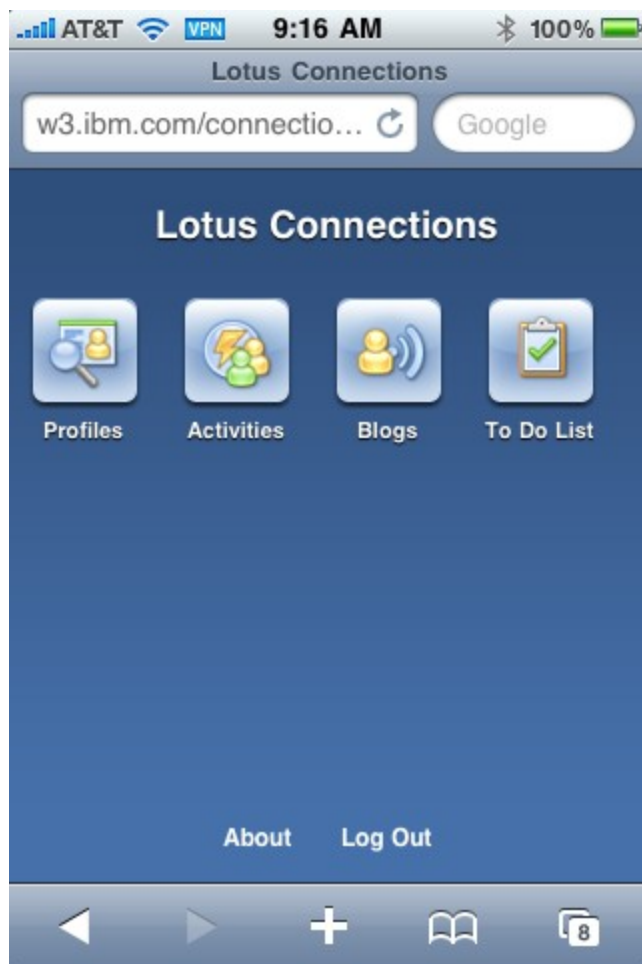 AT&T VPN 9:16 AM 100%
Lotus Connections
w3.ibm.com/connectio... Google
Lotus Connections
Profiles Activities Blogs To Do List
About Log Out
8